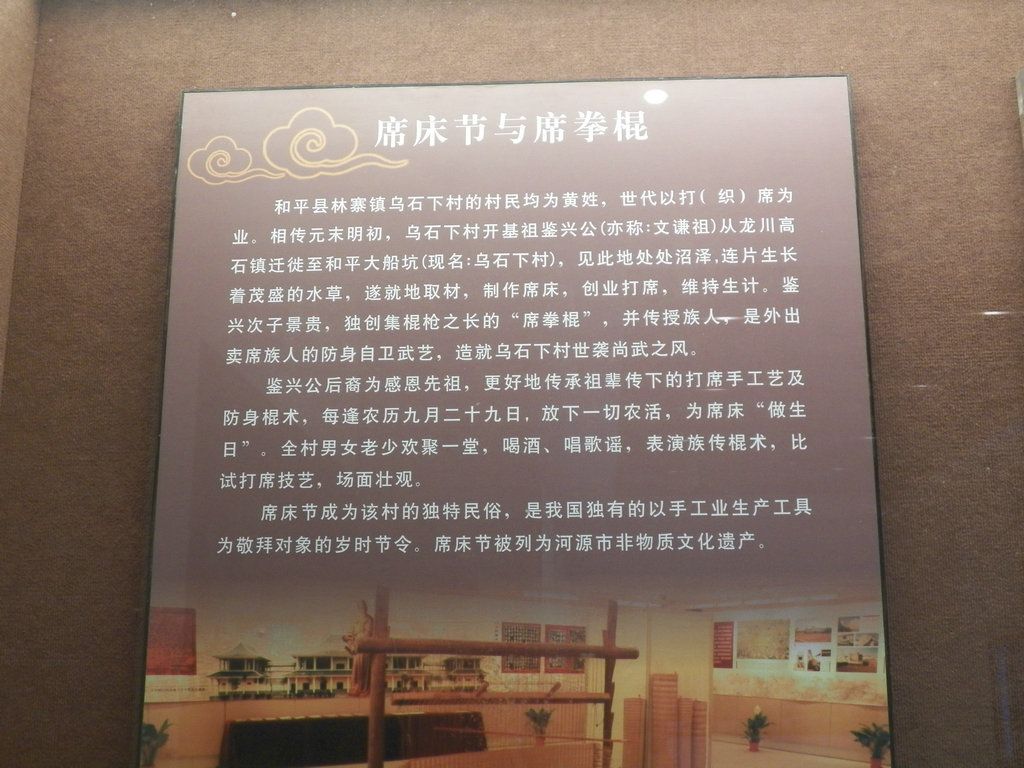 席床节与席拳棍
和平县林寨镇乌石下村的村民均为黄姓，世代以打（织）席为
业。相传元末明初，乌石下村开基祖鉴兴公(亦称:文谦祖)从龙川高
石镇迁徙至和平大船坑(现名:乌石下村)，见此地处处沼泽,连片生长
着茂盛的水草，遂就地取材，制作席床，创业打席，维持生计。鉴
兴次子景贵，独创集棍枪之长的“席拳棍”，并传授族人，是外出
卖席族人的防身自卫武艺，造就乌石下村世袭尚武之风。
鉴兴公后裔为感恩先祖，更好地传承祖辈传下的打席手工艺及
防身棍术，每逢农历九月二十九日，放下一切农活，为席床“做生
日”。全村男女老少欢聚一堂，喝酒、唱歌谣，表演族传棍术，比
试打席技艺，场面壮观。
席床节成为该村的独特民俗，是我国独有的以手工业生产工具
为敬拜对象的岁时节令。席床节被列为河源市非物质文化遗产。